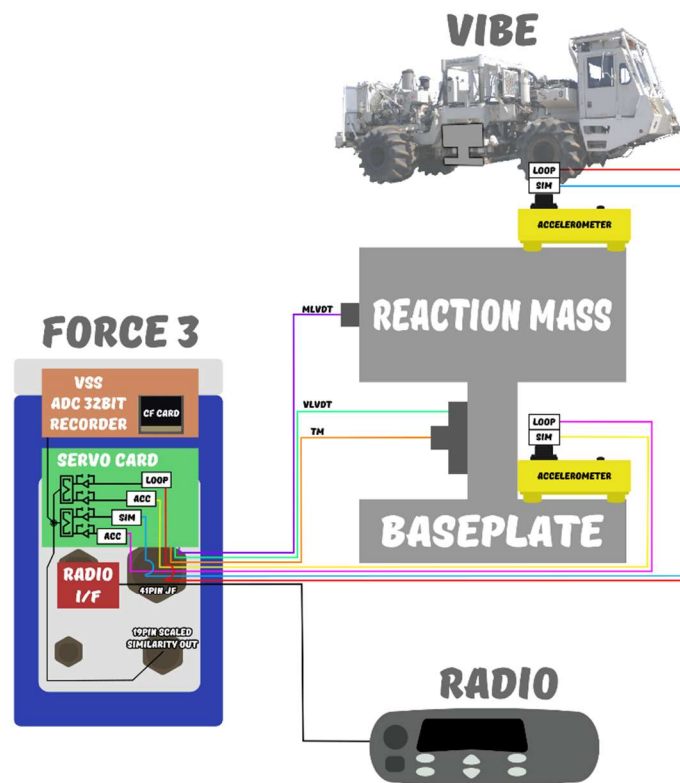 VIBE
LOOP
SIM
ACCELEROMETER
REACTION MASS
MLVDT
FORCE 3
VSS
ADC 32BIT
RECORDER
CF CARD
VLVDT
TM
LOOP
SIM
ACCELEROMETER
BASEPLATE
SERVO CARD
LOOP
ACC
SIM
ACC
RADIO
I/F
41PIN JF
19PIN SCALED
SIMILARITY OUT
RADIO